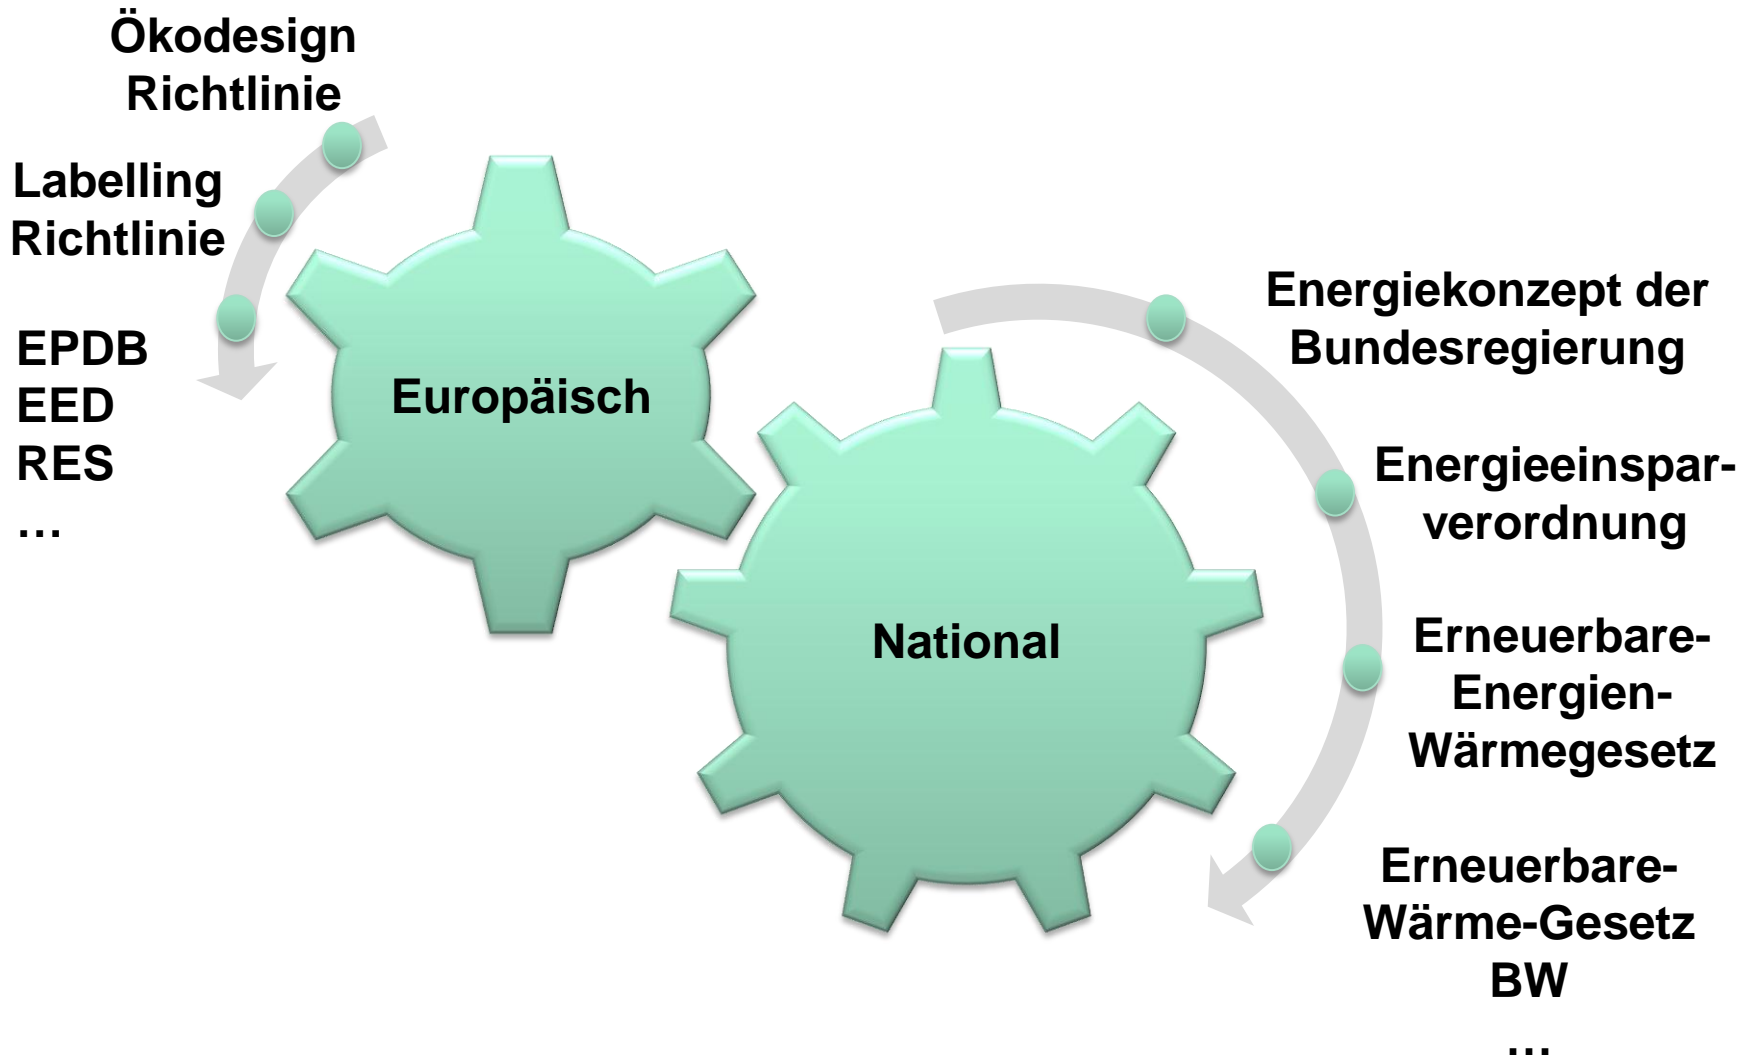 Ökodesign
Richtlinie
Labelling
Richtlinie
EPDB
EED
RES
…
Europäisch
National
Energiekonzept der
Bundesregierung
Energieeinspar-
verordnung
Erneuerbare-
Energien-
Wärmegesetz
Erneuerbare-
Wärme-Gesetz
BW
…